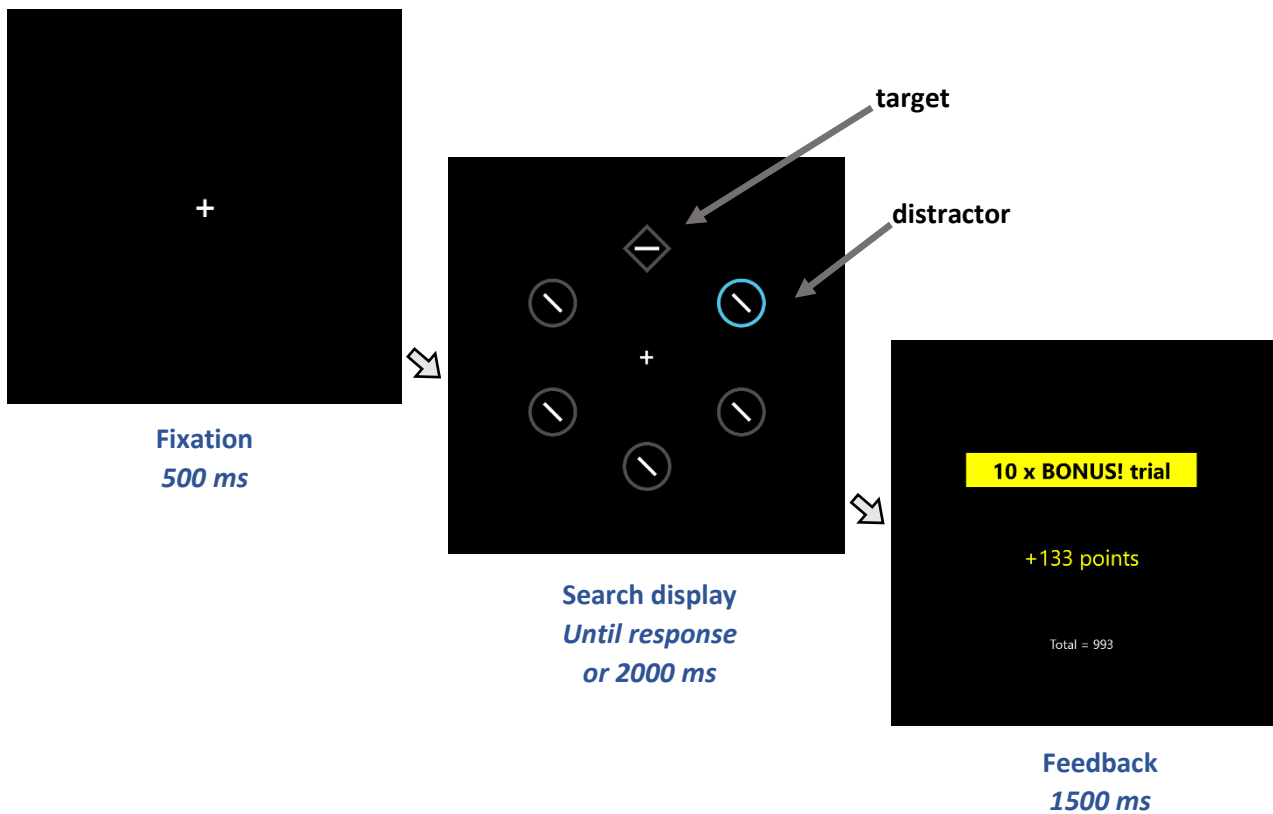 target
distractor
+
Fixation
500 ms
+
Search display
Until response
or 2000 ms
10 x BONUS! trial
+133 points
Total = 993
Feedback
1500 ms